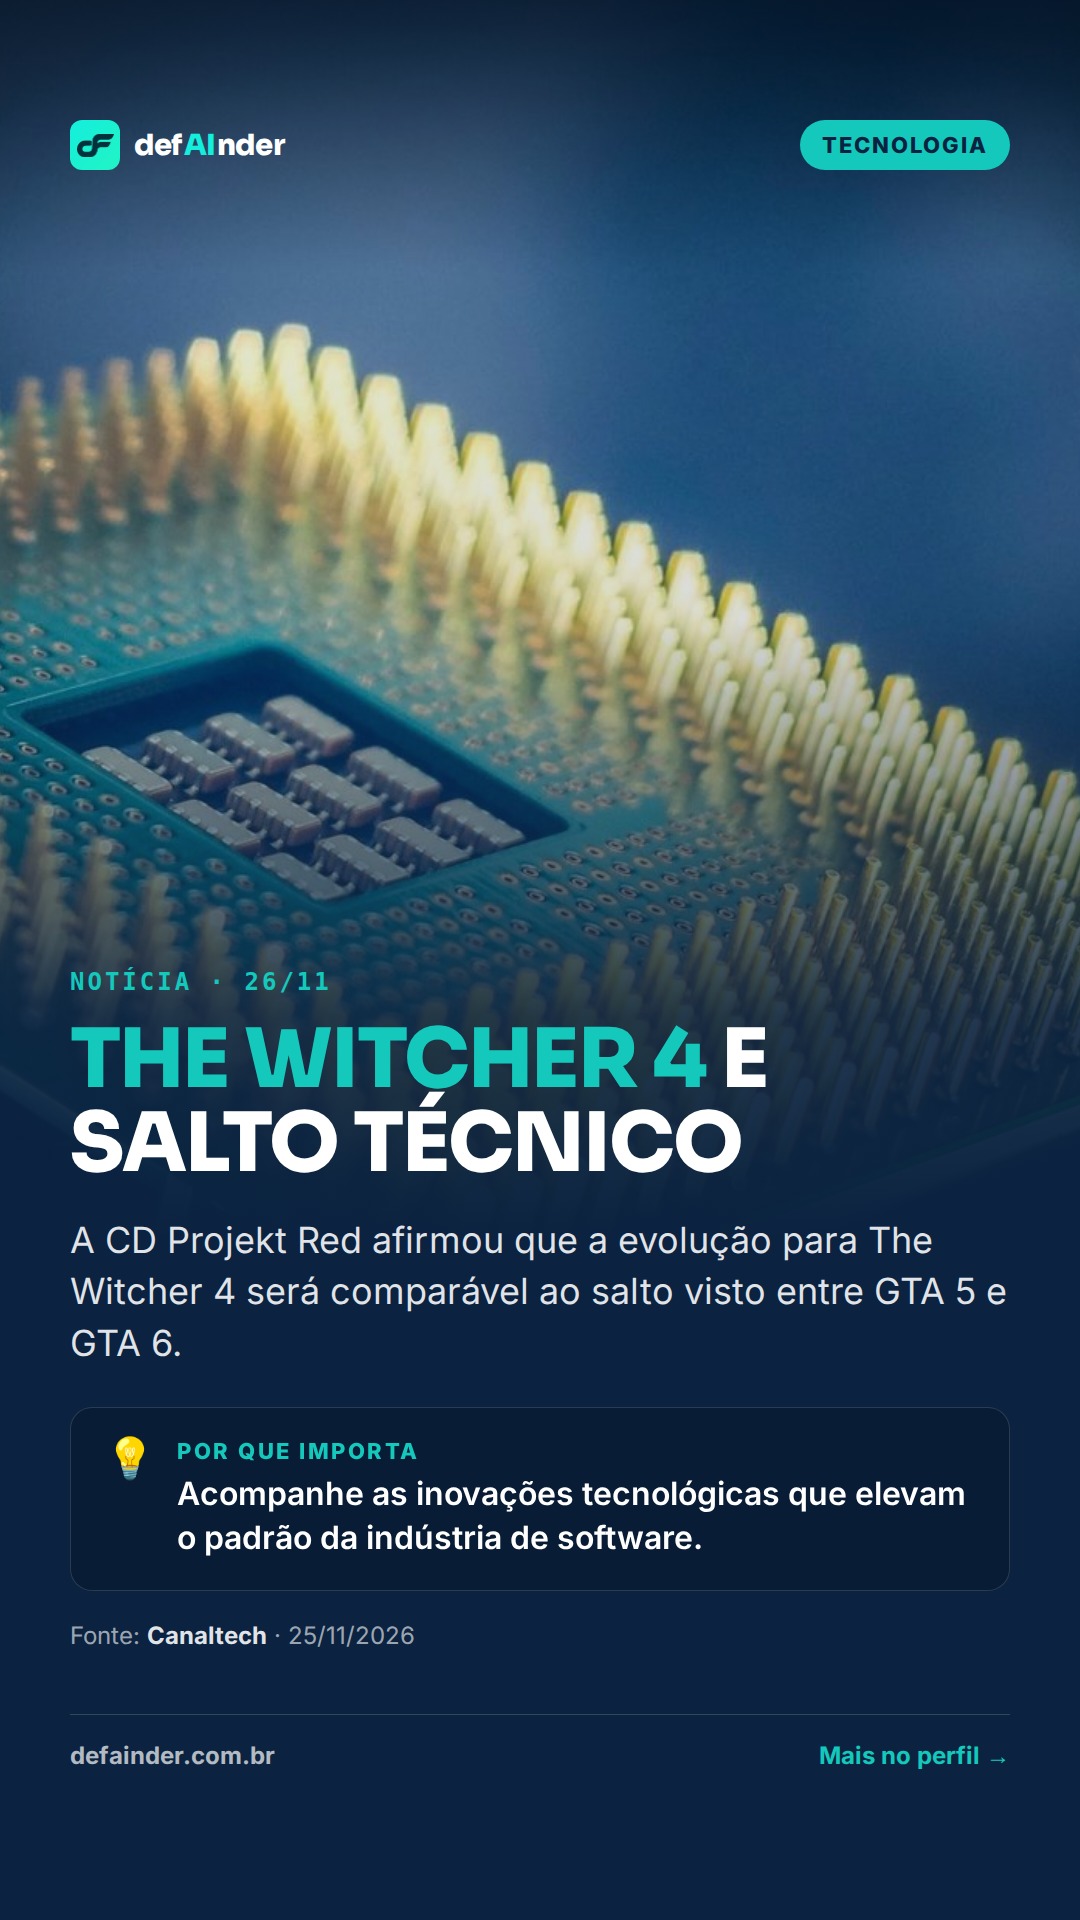 defAInder
TECNOLOGIA
NOTÍCIA · 26/11
THE WITCHER 4 E
SALTO TÉCNICO
A CD Projekt Red afirmou que a evolução para The
Witcher 4 será comparável ao salto visto entre GTA 5 e
GTA 6.
POR QUE IMPORTA
Acompanhe as inovações tecnológicas que elevam
o padrão da indústria de software.
Fonte: Canaltech · 25/11/2026
defainder.com.br
Mais no perfil →